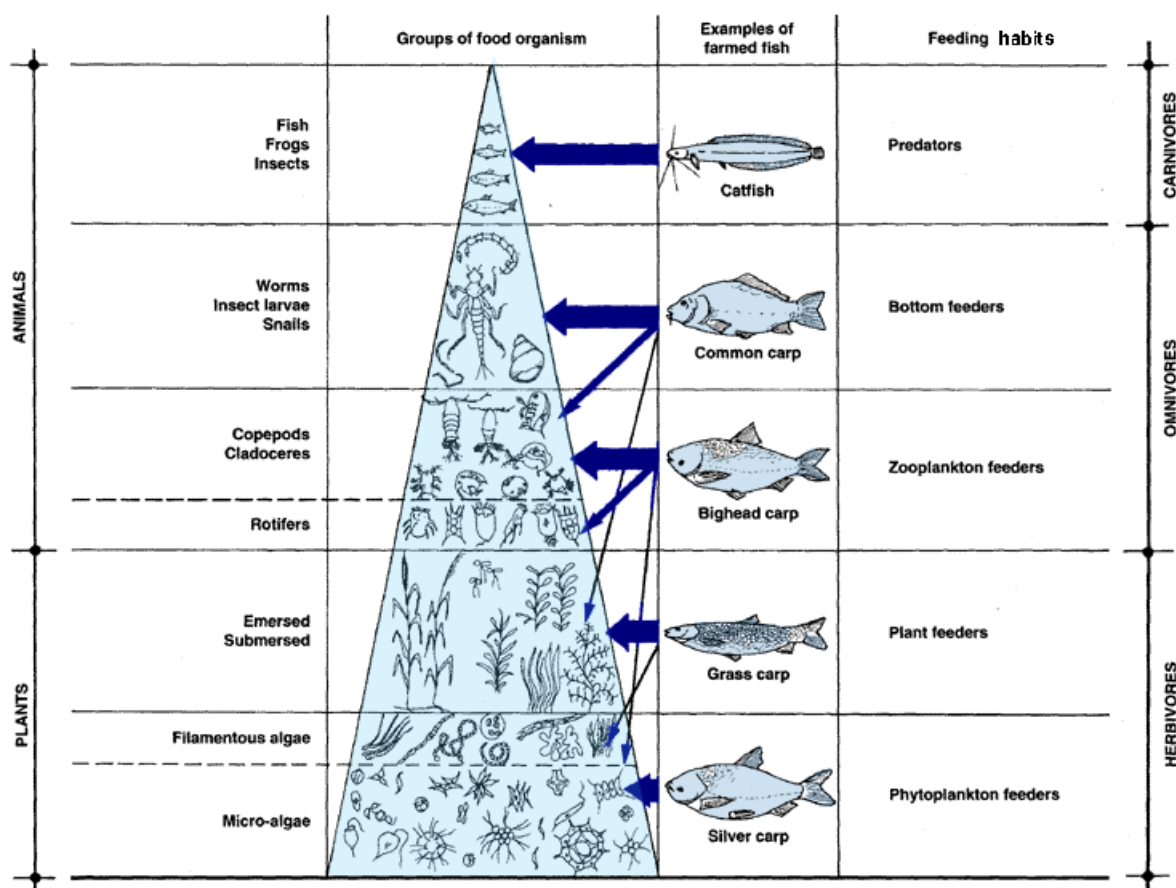 Groups of food organism
Examples of
farmed fish
Feeding habits
Fish
Frogs
Insects
Catfish
Predators
CARNIVORES
ANIMALS
Worms
Insect larvae
Snails
Common carp
Bottom feeders
OMNIVORES
Copepods
Cladoceres
Bighead carp
Zooplankton feeders
Rotifers
PLANTS
Emersed
Submersed
Grass carp
Plant feeders
HERBIVORES
Filamentous algae
Micro-algae
Silver carp
Phytoplankton feeders